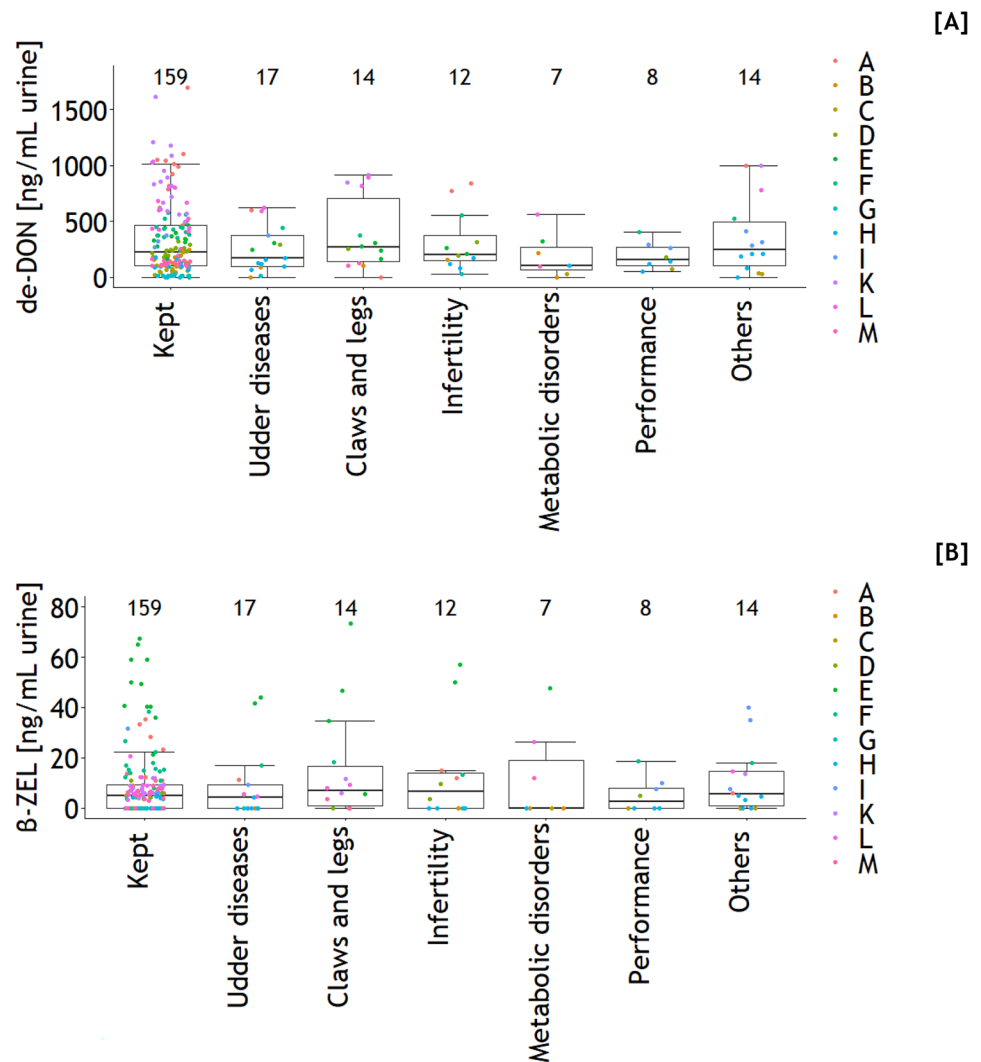 [A]
159 17 14 12 7 8 14
de-DON [ng/mL urine]
1500
1000
500
0
Kept
Udder diseases
Claws and legs
Infertility
Metabolic disorders
Performance
Others
A
B
C
D
E
F
G
H
I
K
L
M
[B]
159 17 14 12 7 8 14
β-ZEL [ng/mL urine]
80
60
40
20
0
Kept
Udder diseases
Claws and legs
Infertility
Metabolic disorders
Performance
Others
A
B
C
D
E
F
G
H
I
K
L
M